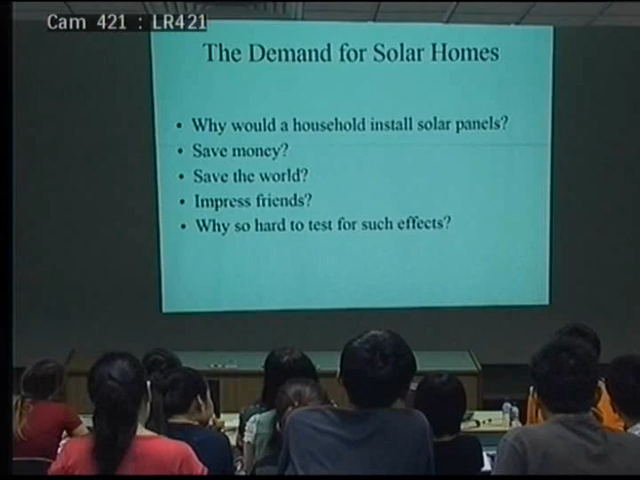 Cam 421 : LR421
The Demand for Solar Homes
• Why would a household install solar panels?
• Save money?
• Save the world?
• Impress friends?
• Why so hard to test for such effects?